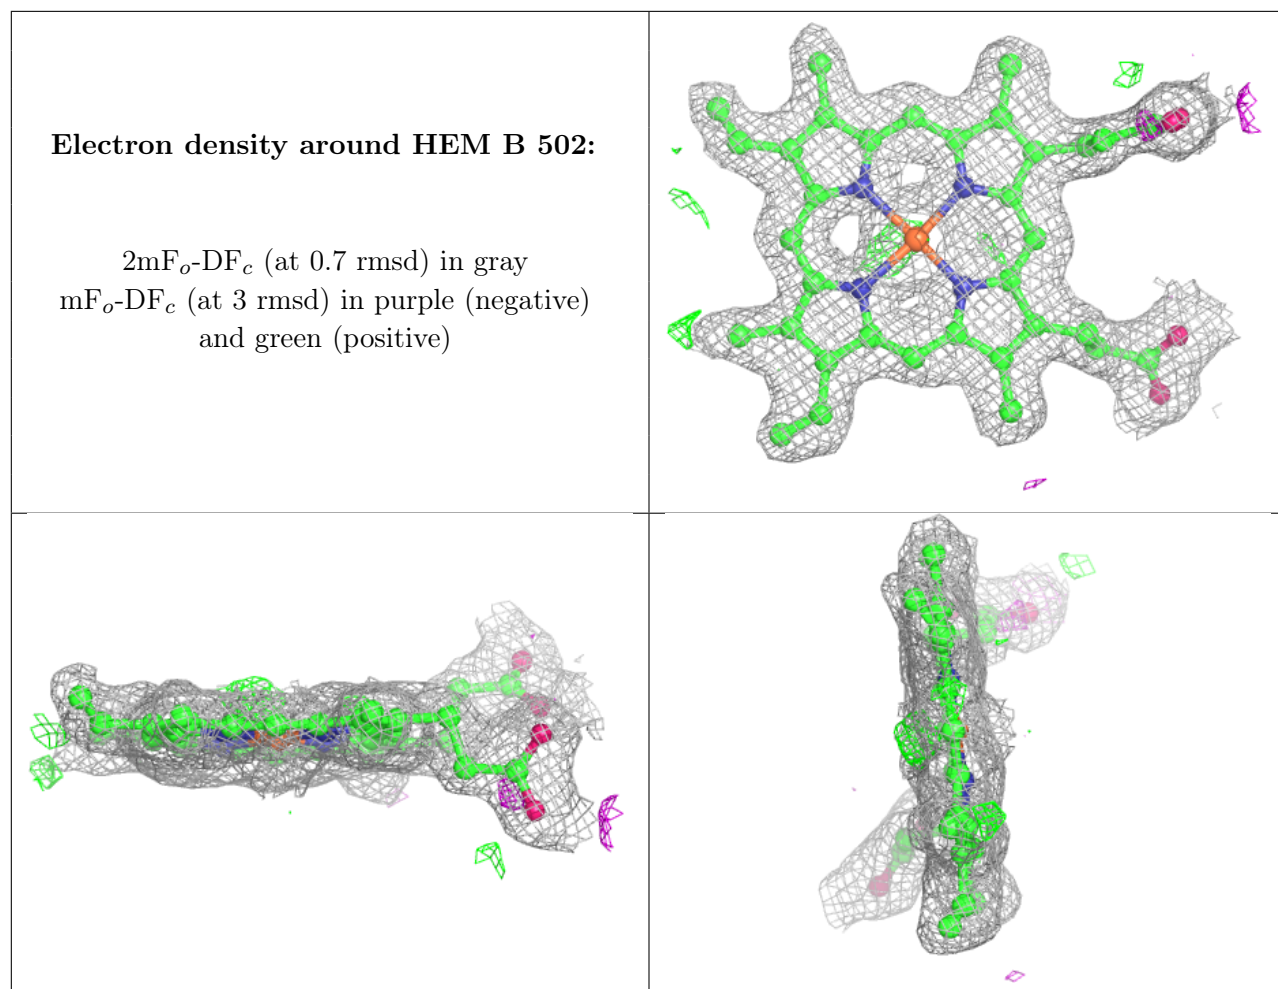 Electron density around HEM B 502:
2mFo-DFc (at 0.7 rmsd) in gray
mFo-DFc (at 3 rmsd) in purple (negative)
and green (positive)